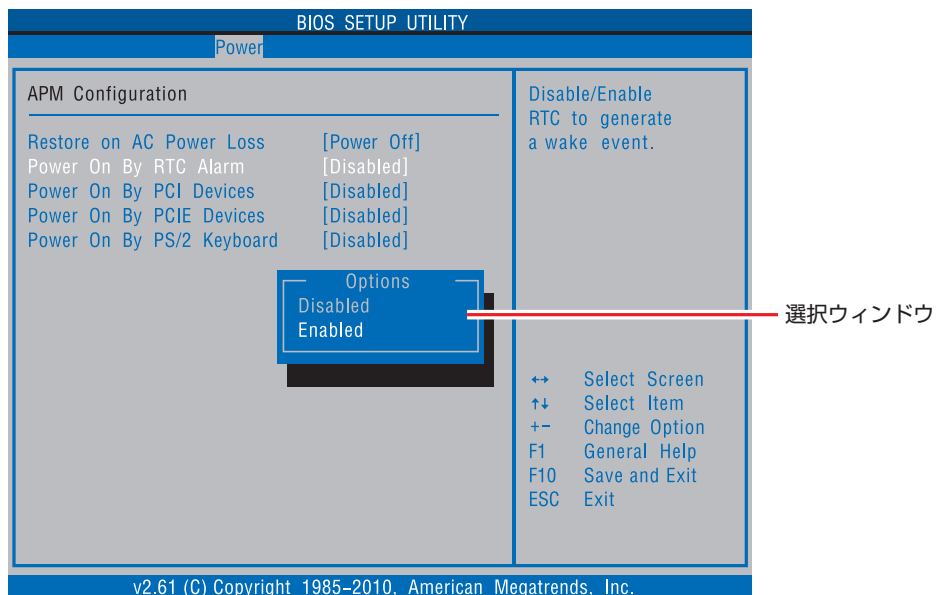 BIOS SETUP UTILITY
Power
APM Configuration
Restore on AC Power Loss [Power Off]
Power On By RTC Alarm [Disabled]
Power On By PCI Devices [Disabled]
Power On By PCIE Devices [Disabled]
Power On By PS/2 Keyboard [Disabled]
Options
Disabled
Enabled
Disable/Enable
RTC to generate
a wake event.
選択ウィンドウ
↔ Select Screen
↑↓ Select Item
+− Change Option
F1 General Help
F10 Save and Exit
ESC Exit
v2.61 (C) Copyright 1985–2010, American Megatrends, Inc.